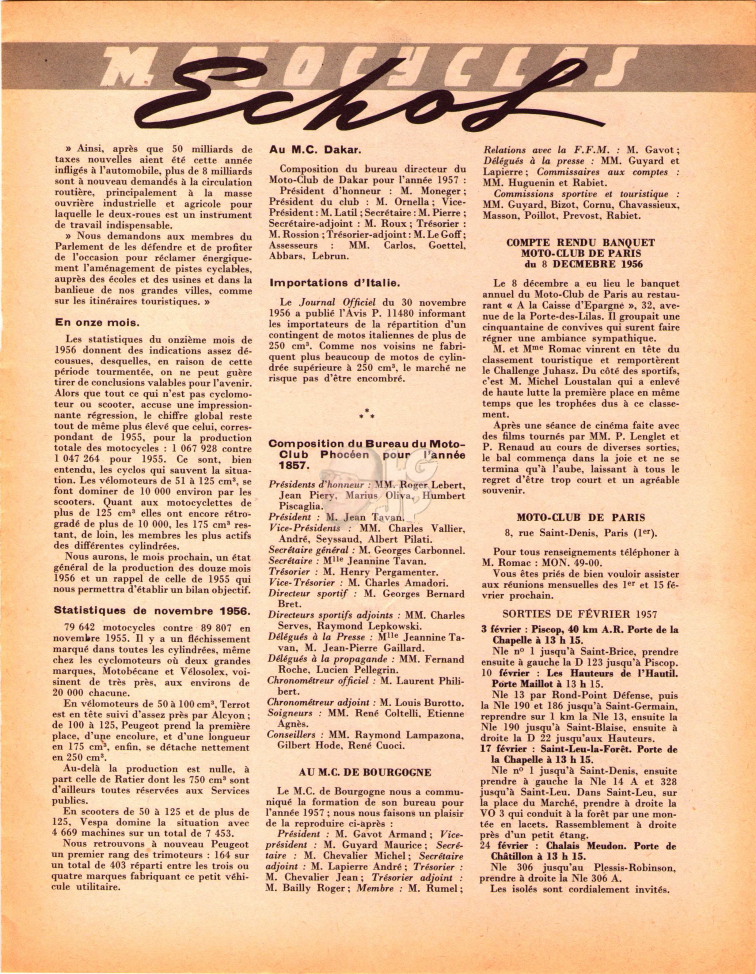 MOTOCYCLES
Echos
» Ainsi, après que 50 milliards de
taxes nouvelles aient été cette année
infligés à l'automobile, plus de 8 milliards
sont à nouveau demandés à la circulation
routière, principalement à la masse
ouvrière industrielle et agricole pour
laquelle le deux-roues est un instrument
de travail indispensable.
» Nous demandons aux membres du
Parlement de les défendre et de profiter
de l'occasion pour réclamer énergique-
ment l'aménagement de pistes cyclables,
auprès des écoles et des usines et dans la
banlieue de nos grandes villes, comme
sur les itinéraires touristiques. »
En onze mois.
Les statistiques du onzième mois de
1956 donnent des indications assez dé-
cousues, desquelles, en raison de cette
période tourmentée, on ne peut guère
tirer de conclusions valables pour l'avenir.
Alors que tout ce qui n'est pas cyclomo-
teur ou scooter, accuse une impression-
nante régression, le chiffre global reste
tout de même plus élevé que celui, corres-
pondant de 1955, pour la production
totale des motocycles : 1 067 928 contre
1 047 264 pour 1955. Ce sont, bien
entendu, les cyclos qui sauvent la situa-
tion. Les vélomoteurs de 51 à 125 cm³, se
font dominer de 10 000 environ par les
scooters. Quant aux motocyclettes de
plus de 125 cm³ elles ont encore rétro-
gradé de plus de 10 000, les 175 cm³ res-
tant, de loin, les membres les plus actifs
des différentes cylindrées.
Nous aurons, le mois prochain, un état
général de la production des douze mois
1956 et un rappel de celle de 1955 qui
nous permettra d'établir un bilan objectif.
Statistiques de novembre 1956.
79 642 motocycles contre 89 807 en
novembre 1955. Il y a un fléchissement
marqué dans toutes les cylindrées, même
chez les cyclomoteurs où deux grandes
marques, Motobécane et Vélosolex, voi-
sinent de très près, aux environs de
20 000 chacune.
En vélomoteurs de 50 à 100 cm³, Terrot
est en tête suivi d'assez près par Alcyon ;
de 100 à 125, Peugeot prend la première
place, d'une encolure, et d'une longueur
en 175 cm³, enfin, se détache nettement
en 250 cm³.
Au-delà la production est nulle, à
part celle de Ratier dont les 750 cm³ sont
d'ailleurs toutes réservées aux Services
publics.
En scooters de 50 à 125 et de plus de
125, Vespa domine la situation avec
4 669 machines sur un total de 7 453.
Nous retrouvons à nouveau Peugeot
un premier rang des trimoteurs : 164 sur
un total de 403 réparti entre les trois ou
quatre marques fabriquant ce petit véhi-
cule utilitaire.
Au M.C. Dakar.
Composition du bureau directeur du
Moto-Club de Dakar pour l'année 1957 :
Président d'honneur : M. Moneger ;
Président du club : M. Ornella ; Vice-
Président : M. Latil ; Secrétaire : M. Pierre ;
Secrétaire-adjoint : M. Roux ; Trésorier :
M. Rossion ; Trésorier-adjoint : M. Le Goff ;
Assesseurs : MM. Carlos, Goettel,
Abbars, Lebrun.
Importations d'Italie.
Le Journal Officiel du 30 novembre
1956 a publié l'Avis P. 11480 informant
les importateurs de la répartition d'un
contingent de motos italiennes de plus de
250 cm³. Comme nos voisins ne fabri-
quent plus beaucoup de motos de cylin-
drée supérieure à 250 cm³, le marché ne
risque pas d'être encombré.
***
Composition du Bureau du Moto-
Club Phocéen pour l'année
1857.
Présidents d'honneur : MM. Roger Lebert,
Jean Piery, Marius Oliva, Humbert
Piscaglia.
Président : M. Jean Tavan.
Vice-Présidents : MM. Charles Vallier,
André, Seyssaud, Albert Pilati.
Secrétaire général : M. Georges Carbonnel.
Secrétaire : Mlle Jeannine Tavan.
Trésorier : M. Henry Pergamenter.
Vice-Trésorier : M. Charles Amadori.
Directeur sportif : M. Georges Bernard
Bret.
Directeurs sportifs adjoints : MM. Charles
Serves, Raymond Lepkowski.
Délégués à la Presse : Mlle Jeannine Ta-
van, M. Jean-Pierre Gaillard.
Délégués à la propagande : MM. Fernand
Roche, Lucien Pellegrin.
Chronométreur officiel : M. Laurent Phili-
bert.
Chronométreur adjoint : M. Louis Burotto.
Soigneurs : MM. René Coltelli, Etienne
Agnès.
Conseillers : MM. Raymond Lampazona,
Gilbert Hode, René Cuoci.
AU M.C. DE BOURGOGNE
Le M.C. de Bourgogne nous a commu-
niqué la formation de son bureau pour
l'année 1957 ; nous nous faisons un plaisir
de la reproduire ci-après :
Président : M. Gavot Armand ; Vice-
président : M. Guyard Maurice ; Secré-
taire : M. Chevalier Michel ; Secrétaire
adjoint : M. Lapierre André ; Trésorier :
M. Chevalier Jean ; Trésorier adjoint :
M. Bailly Roger ; Membre : M. Rumel ;
Relations avec la F.F.M. : M. Gavot ;
Délégués à la presse : MM. Guyard et
Lapierre ; Commissaires aux comptes :
MM. Huguenin et Rabiet.
Commissions sportive et touristique :
MM. Guyard, Bizot, Cornu, Chavassieux,
Masson, Poillot, Prevost, Rabiet.
COMPTE RENDU BANQUET
MOTO-CLUB DE PARIS
du 8 DECMEBRE 1956
Le 8 décembre a eu lieu le banquet
annuel du Moto-Club de Paris au restau-
rant « A la Caisse d'Epargne », 32, ave-
nue de la Porte-des-Lilas. Il groupait une
cinquantaine de convives qui surent faire
régner une ambiance sympathique.
M. et Mme Romac vinrent en tête du
classement touristique et remportèrent
le Challenge Juhasz. Du côté des sportifs,
c'est M. Michel Loustalan qui a enlevé
de haute lutte la première place en même
temps que les trophées dus à ce classe-
ment.
Après une séance de cinéma faite avec
des films tournés par MM. P. Lenglet et
P. Renaud au cours de diverses sorties,
le bal commença dans la joie et ne se
termina qu'à l'aube, laissant à tous le
regret d'être trop court et un agréable
souvenir.
MOTO-CLUB DE PARIS
8, rue Saint-Denis, Paris (1er).
Pour tous renseignements téléphoner à
M. Romac : MON. 49-00.
Vous êtes priés de bien vouloir assister
aux réunions mensuelles des 1er et 15 fé-
vrier prochain.
SORTIES DE FÉVRIER 1957
3 février : Piscop, 40 km A.R. Porte de la
Chapelle à 13 h 15.
Nle nº 1 jusqu'à Saint-Brice, prendre
ensuite à gauche la D 123 jusqu'à Piscop.
10 février : Les Hauteurs de l'Hautil.
Porte Maillot à 13 h 15.
Nle 13 par Rond-Point Défense, puis
la Nle 190 et 186 jusqu'à Saint-Germain,
reprendre sur 1 km la Nle 13, ensuite la
Nle 190 jusqu'à Saint-Blaise, ensuite à
droite la D 22 jusqu'aux Hauteurs.
17 février : Saint-Leu-la-Forêt. Porte de
la Chapelle à 13 h 15.
Nle nº 1 jusqu'à Saint-Denis, ensuite
prendre à gauche la Nle 14 A et 328
jusqu'à Saint-Leu. Dans Saint-Leu, sur
la place du Marché, prendre à droite la
VO 3 qui conduit à la forêt par une mon-
tée en lacets. Rassemblement à droite
près d'un petit étang.
24 février : Chalais Meudon. Porte de
Châtillon à 13 h 15.
Nle 306 jusqu'au Plessis-Robinson,
prendre à droite la Nle 306 A.
Les isolés sont cordialement invités.